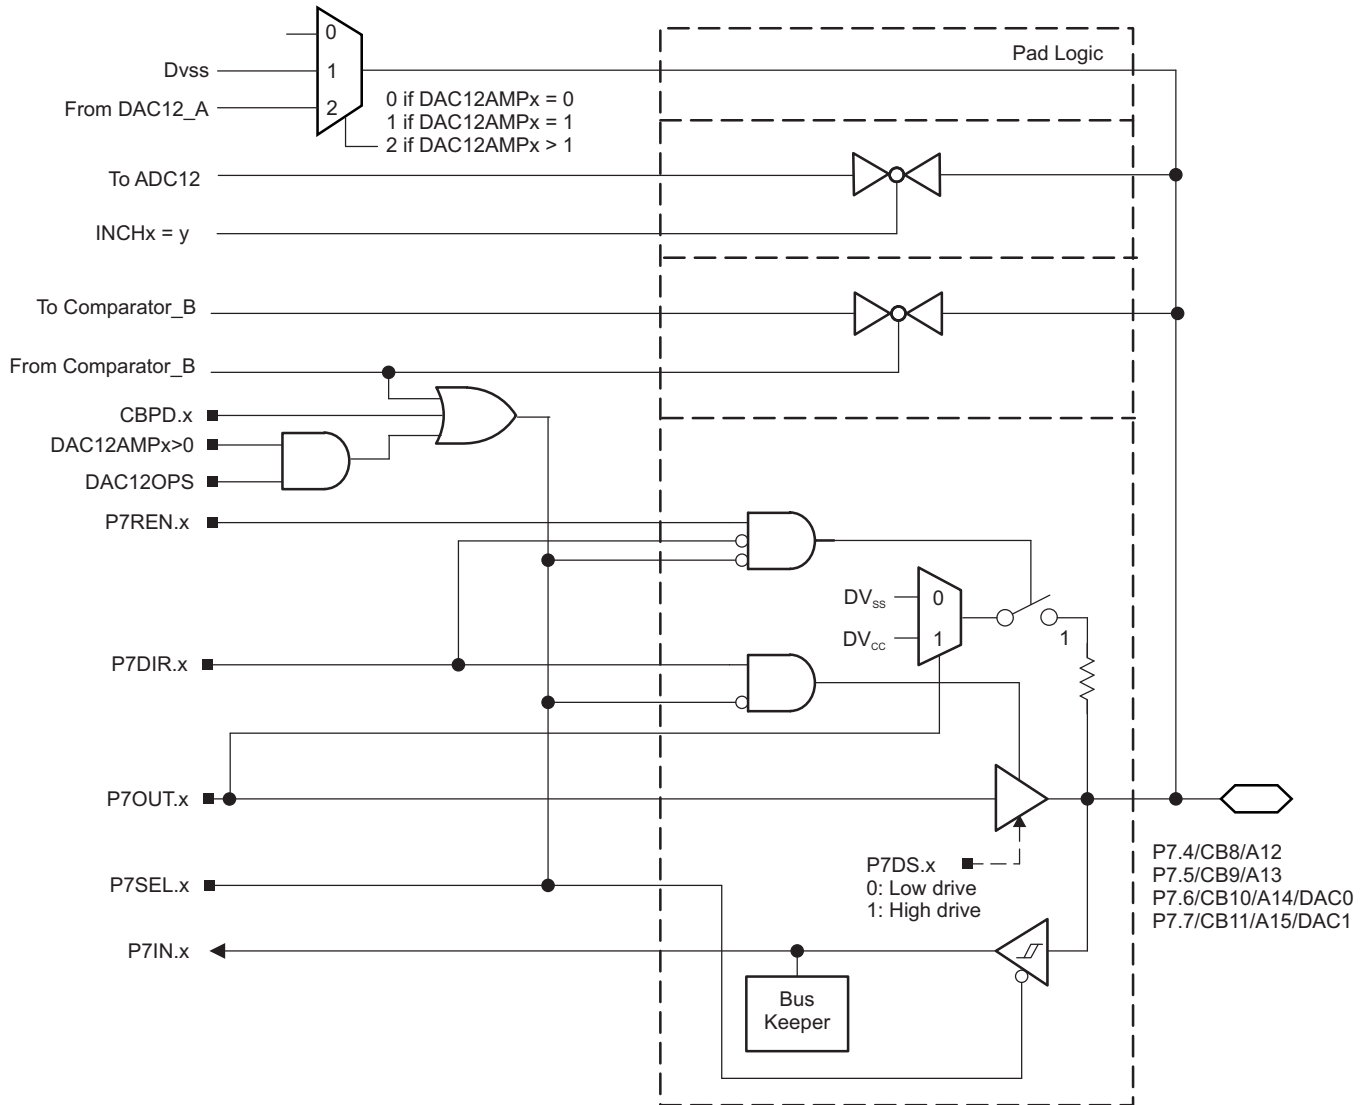 0
Pad Logic
Dvss
1
From DAC12_A
2
0 if DAC12AMPx = 0
1 if DAC12AMPx = 1
2 if DAC12AMPx > 1
To ADC12
INCHx = y
To Comparator_B
From Comparator_B
CBPD.x
DAC12AMPx>0
DAC12OPS
P7REN.x
DVSS
0
DVCC
1
1
P7DIR.x
P7OUT.x
P7DS.x
0: Low drive
1: High drive
P7.4/CB8/A12
P7.5/CB9/A13
P7.6/CB10/A14/DAC0
P7.7/CB11/A15/DAC1
P7SEL.x
P7IN.x
Bus
Keeper